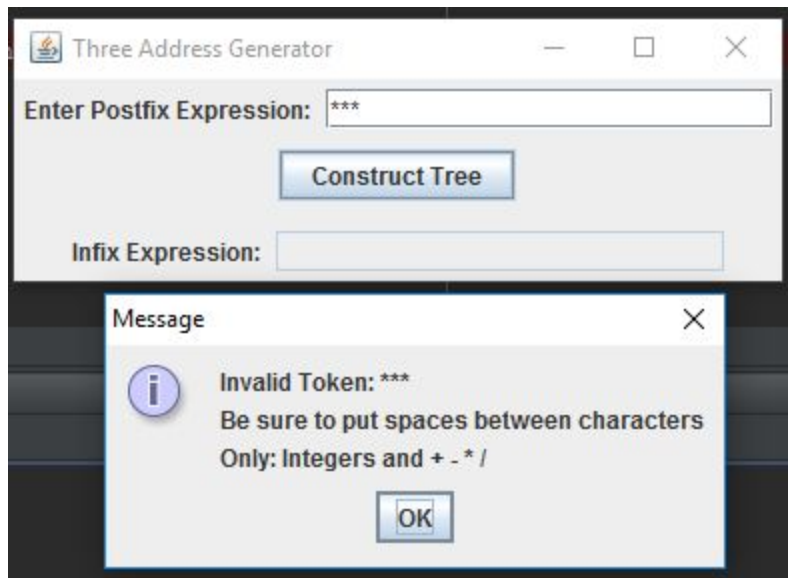 Three Address Generator
Enter Postfix Expression: ***
Construct Tree
Infix Expression:
Message
Invalid Token: ***
Be sure to put spaces between characters
Only: Integers and + - * /
OK